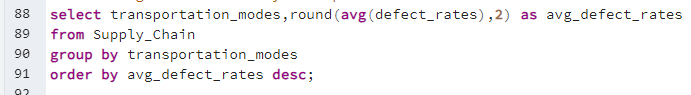 88 select transportation_modes,round(avg(defect_rates),2) as avg_defect_rates
89 from Supply_Chain
90 group by transportation_modes
91 order by avg_defect_rates desc;
92